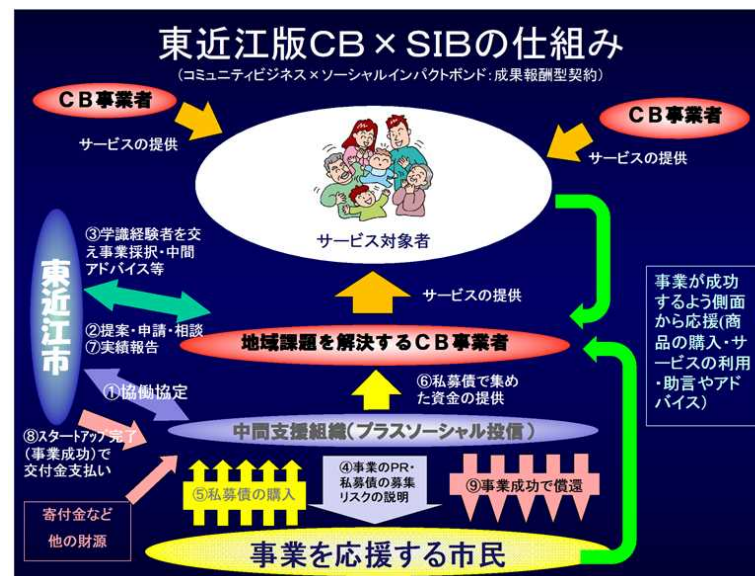 東近江版CB×SIBの仕組み
(コミュニティビジネス×ソーシャルインパクトボンド:成果報酬型契約)
CB事業者
サービスの提供
CB事業者
サービスの提供
サービス対象者
③学識経験者を交
え事業採択・中間
アドバイス等
東近江市
②提案・申請・相談
⑦実績報告
サービスの提供
地域課題を解決するCB事業者
事業が成功
するよう側面
から応援(商
品の購入・サ
ービスの利用
・助言やアド
バイス)
①協働協定
⑥私募債で集め
た資金の提供
中間支援組織(プラスソーシャル投信)
⑧スタートアップ完了
(事業成功)で
交付金支払い
⑤私募債の購入
④事業のPR・
私募債の募集
リスクの説明
⑨事業成功で償還
寄付金など
他の財源
事業を応援する市民